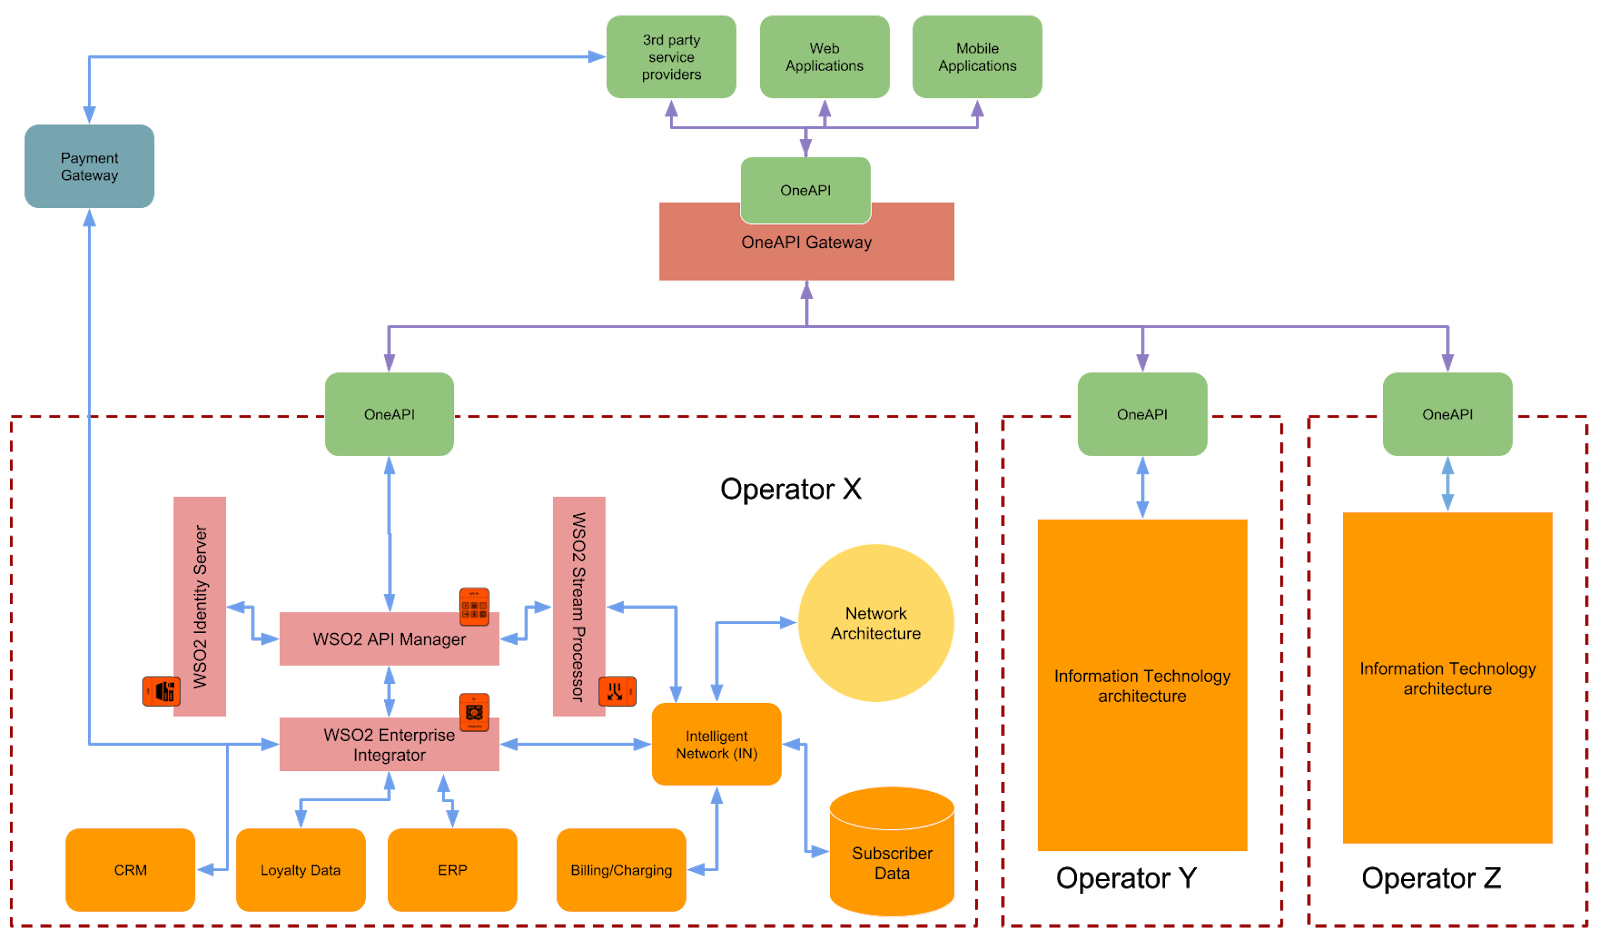 3rd party
service
providers
Web
Applications
Mobile
Applications
Payment
Gateway
OneAPI
OneAPI Gateway
OneAPI
OneAPI
OneAPI
Operator X
WSO2 Identity Server
WSO2 Stream Processor
WSO2 API Manager
Network
Architecture
Information Technology
architecture
Information Technology
architecture
WSO2 Enterprise
Integrator
Intelligent
Network (IN)
CRM
Loyalty Data
ERP
Billing/Charging
Subscriber
Data
Operator Y
Operator Z